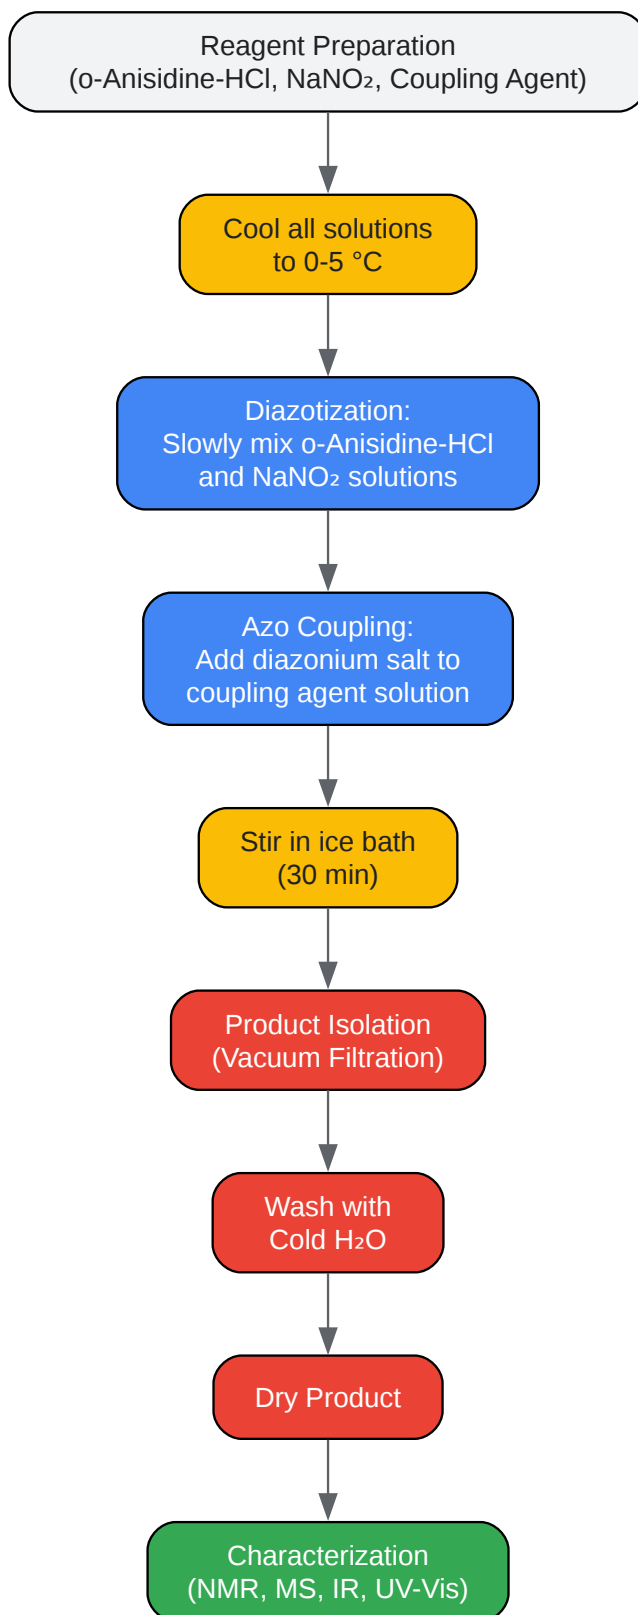 Reagent Preparation
(o-Anisidine-HCl, NaNO₂, Coupling Agent)
Cool all solutions
to 0-5 °C
Diazotization:
Slowly mix o-Anisidine-HCl
and NaNO₂ solutions
Azo Coupling:
Add diazonium salt to
coupling agent solution
Stir in ice bath
(30 min)
Product Isolation
(Vacuum Filtration)
Wash with
Cold H₂O
Dry Product
Characterization
(NMR, MS, IR, UV-Vis)